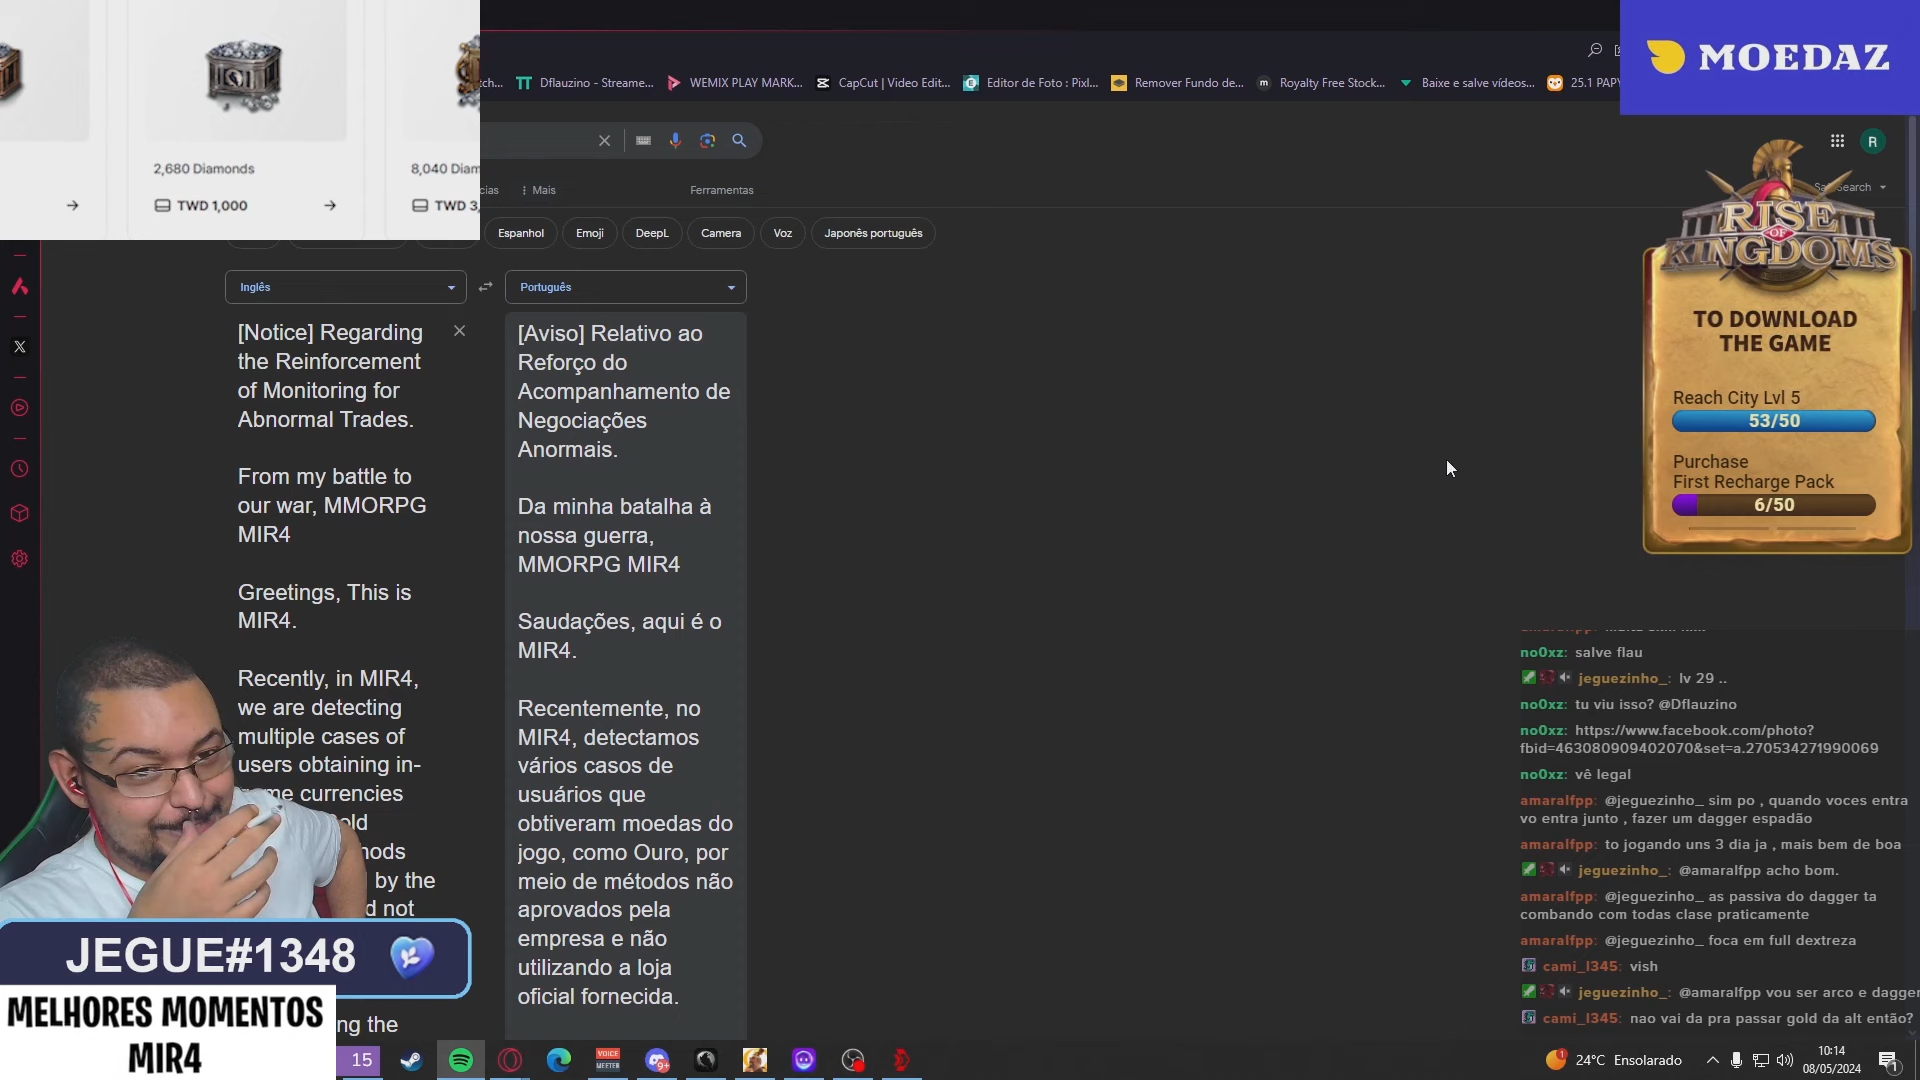 2,680 Diamonds
TWD 1,000
8,040 Diam
TWD 3,
Dflauzino - Streame...
WEMIX PLAY MARK...
CapCut | Video Edit...
Editor de Foto : Pixl...
Remover Fundo de...
Royalty Free Stock...
Baixe e salve vídeos...
25.1 PAPY
MOEDAZ
R
Mais
Ferramentas
Espanhol
Emoji
DeepL
Camera
Voz
Japonês português
Inglês
Português
[Notice] Regarding
the Reinforcement
of Monitoring for
Abnormal Trades.
From my battle to
our war, MMORPG
MIR4
Greetings, This is
MIR4.
Recently, in MIR4,
we are detecting
multiple cases of
users obtaining in-
currencies
by the
not
ng the
[Aviso] Relativo ao
Reforço do
Acompanhamento de
Negociações
Anormais.
Da minha batalha à
nossa guerra,
MMORPG MIR4
Saudações, aqui é o
MIR4.
Recentemente, no
MIR4, detectamos
vários casos de
usuários que
obtiveram moedas do
jogo, como Ouro, por
meio de métodos não
aprovados pela
empresa e não
utilizando a loja
oficial fornecida.
RISE
OF
KINGDOMS
TO DOWNLOAD
THE GAME
Reach City Lvl 5
53/50
Purchase
First Recharge Pack
6/50
no0xz: salve flau
jeguezinho_: lv 29 ..
no0xz: tu viu isso? @Dflauzino
no0xz: https://www.facebook.com/photo?
fbid=463080909402070&set=a.270534271990069
no0xz: vê legal
amaralfpp: @jeguezinho_ sim po , quando voces entra
vo entra junto , fazer um dagger espadão
amaralfpp: to jogando uns 3 dia ja , mais bem de boa
jeguezinho_: @amaralfpp acho bom.
amaralfpp: @jeguezinho_ as passiva do dagger ta
combando com todas clase praticamente
amaralfpp: @jeguezinho_ foca em full dextreza
cami_l345: vish
jeguezinho_: @amaralfpp vou ser arco e dagger
cami_l345: nao vai da pra passar gold da alt então?
JEGUE#1348
MELHORES MOMENTOS
MIR4
15
VOICE
MEETER
9+
24°C Ensolarado
10:14
08/05/2024